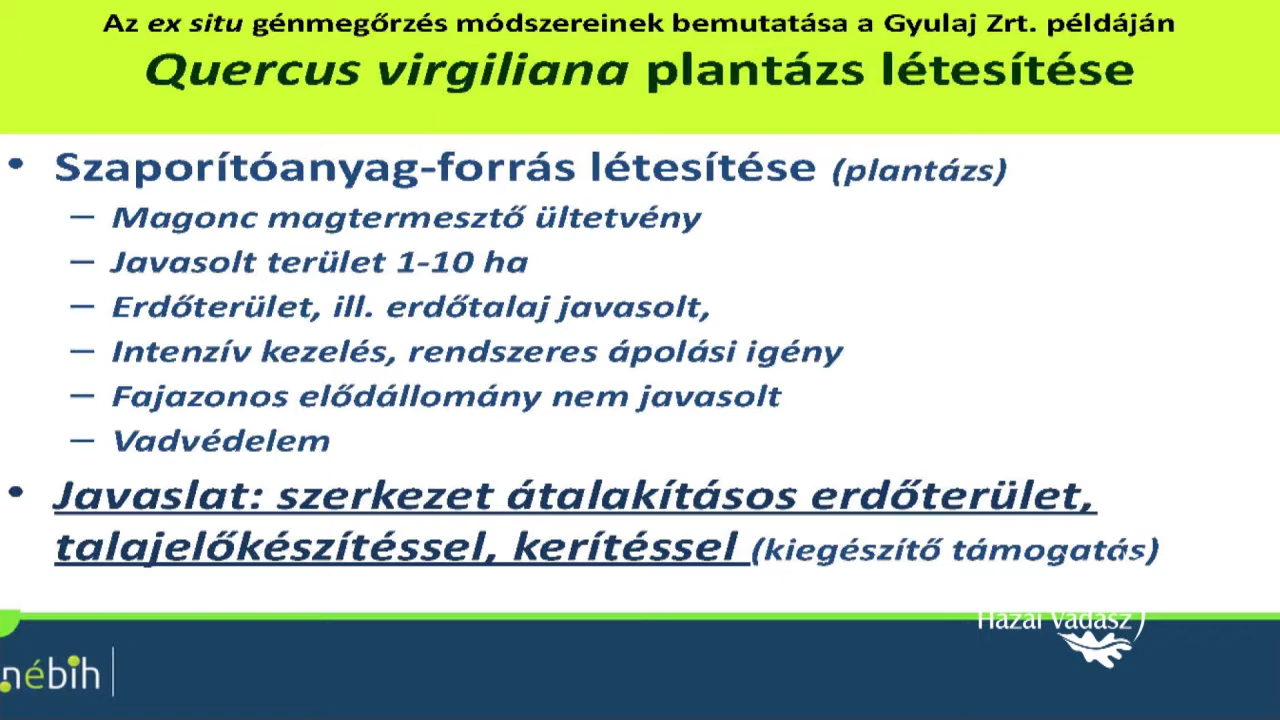 Az ex situ génmegőrzés módszereinek bemutatása a Gyulaj Zrt. példáján
Quercus virgiliana plantázs létesítése
• Szaporítóanyag-forrás létesítése (plantázs)
– Magonc magtermesztő ültetvény
– Javasolt terület 1-10 ha
– Erdőterület, ill. erdőtalaj javasolt,
– Intenzív kezelés, rendszeres ápolási igény
– Fajazonos elődállomány nem javasolt
– Vadvédelem
• Javaslat: szerkezet átalakításos erdőterület,
talajelőkészítéssel, kerítéssel (kiegészítő támogatás)
Hazai Vadász
nébih